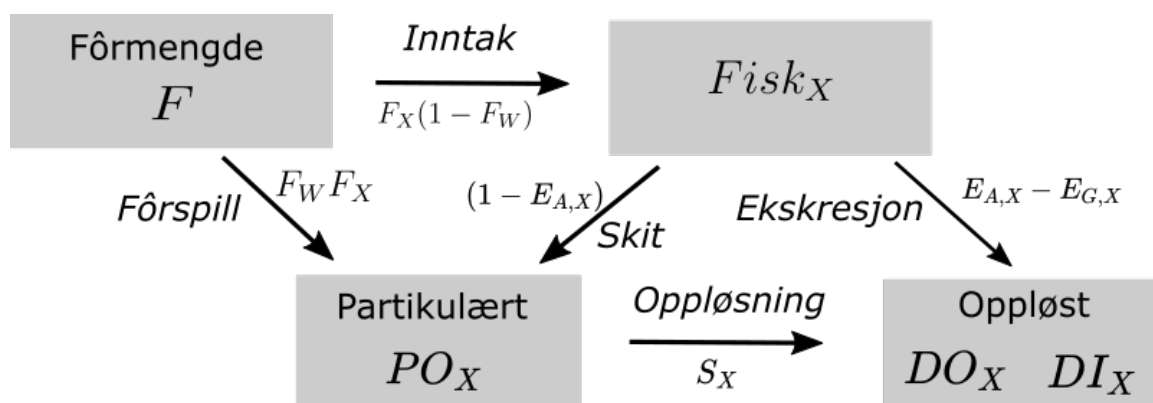 Fôrmengde
F
Inntak
F_X(1 − F_W)
Fisk_X
Fôrspill
F_W F_X
(1 − E_{A,X})
Skit
Ekskresjon
E_{A,X} − E_{G,X}
Partikulært
PO_X
Oppløsning
S_X
Oppløst
DO_X DI_X